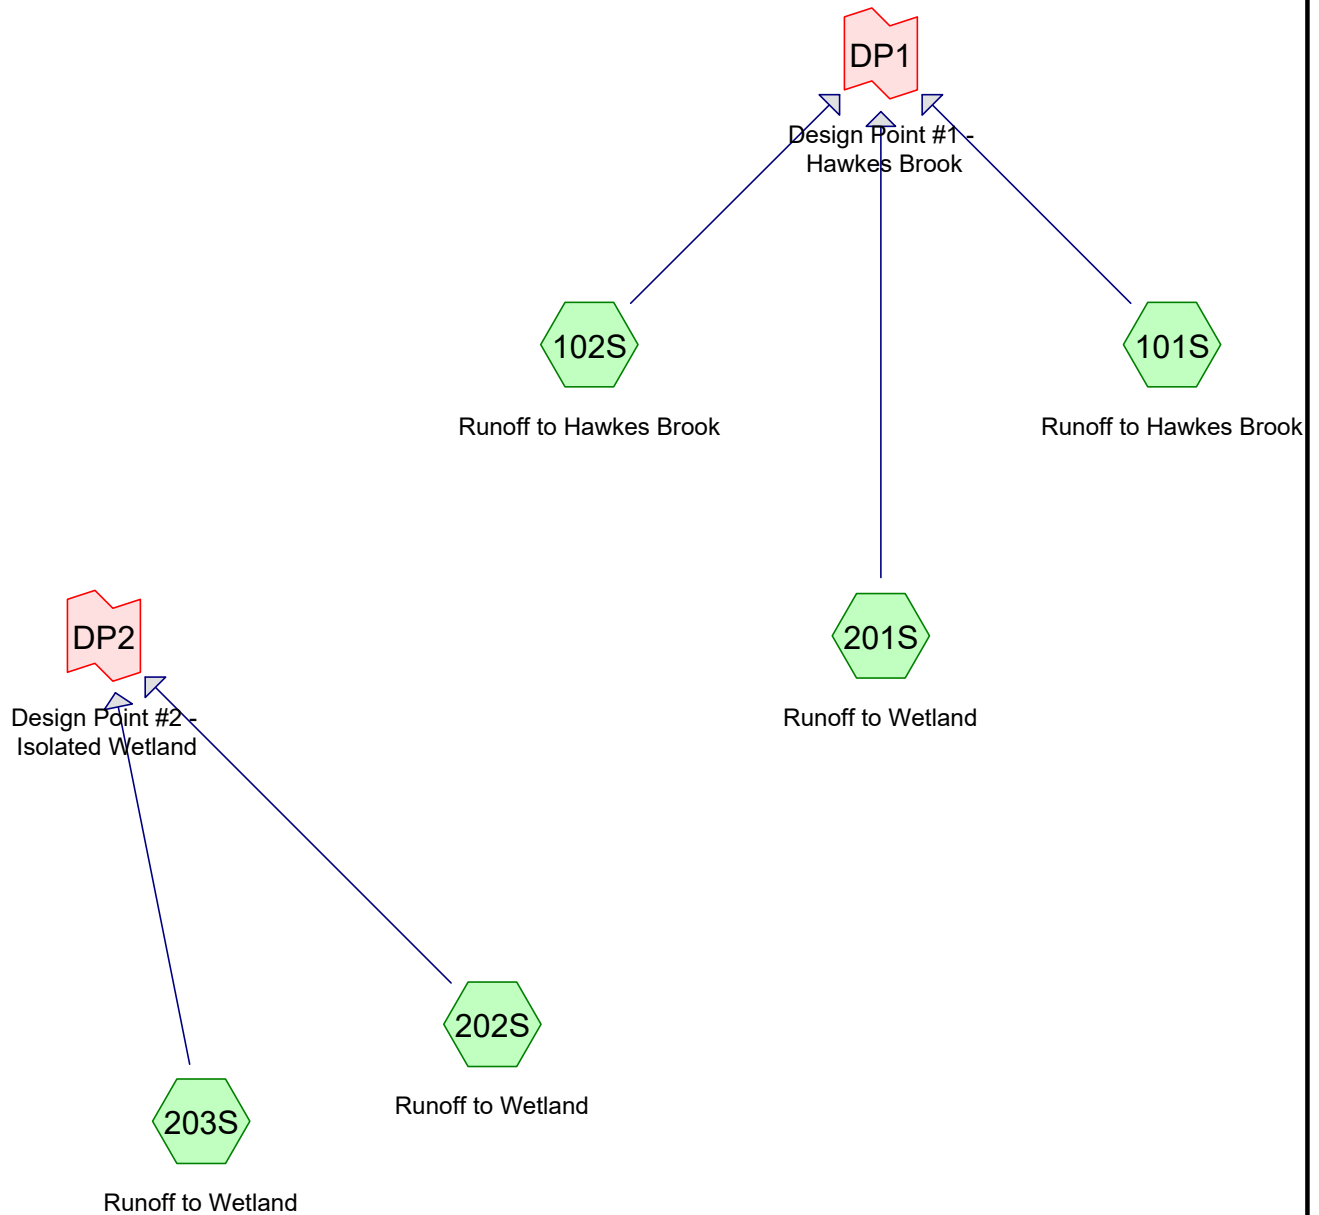 DP1
Design Point #1 -
Hawkes Brook
102S
Runoff to Hawkes Brook
101S
Runoff to Hawkes Brook
201S
Runoff to Wetland
DP2
Design Point #2 -
Isolated Wetland
202S
Runoff to Wetland
203S
Runoff to Wetland